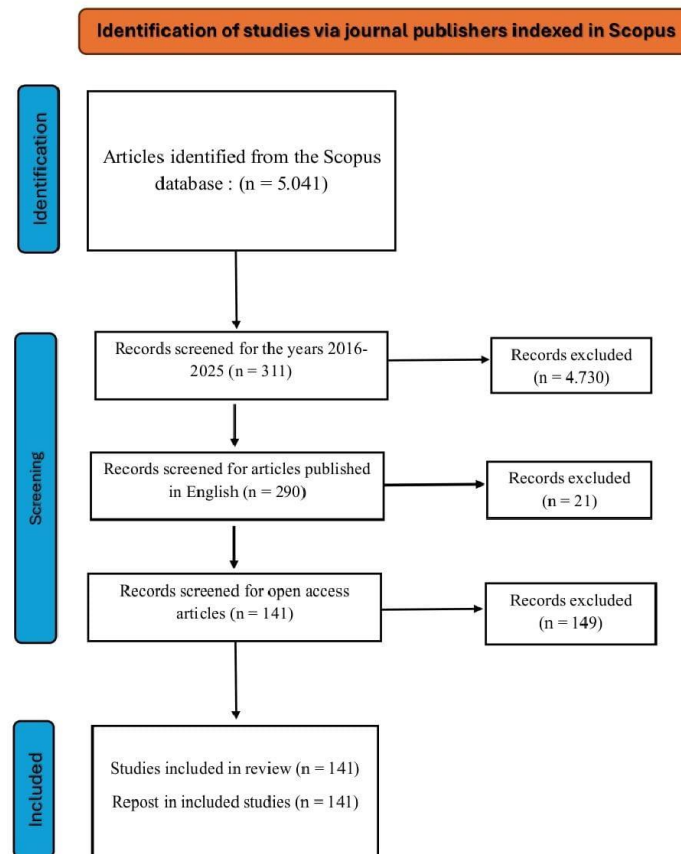 Identification of studies via journal publishers indexed in Scopus
Identification
Articles identified from the Scopus
database : (n = 5.041)
Screening
Records screened for the years 2016-
2025 (n = 311)
Records excluded
(n = 4.730)
Records screened for articles published
in English (n = 290)
Records excluded
(n = 21)
Records screened for open access
articles (n = 141)
Records excluded
(n = 149)
Included
Studies included in review (n = 141)
Repost in included studies (n = 141)